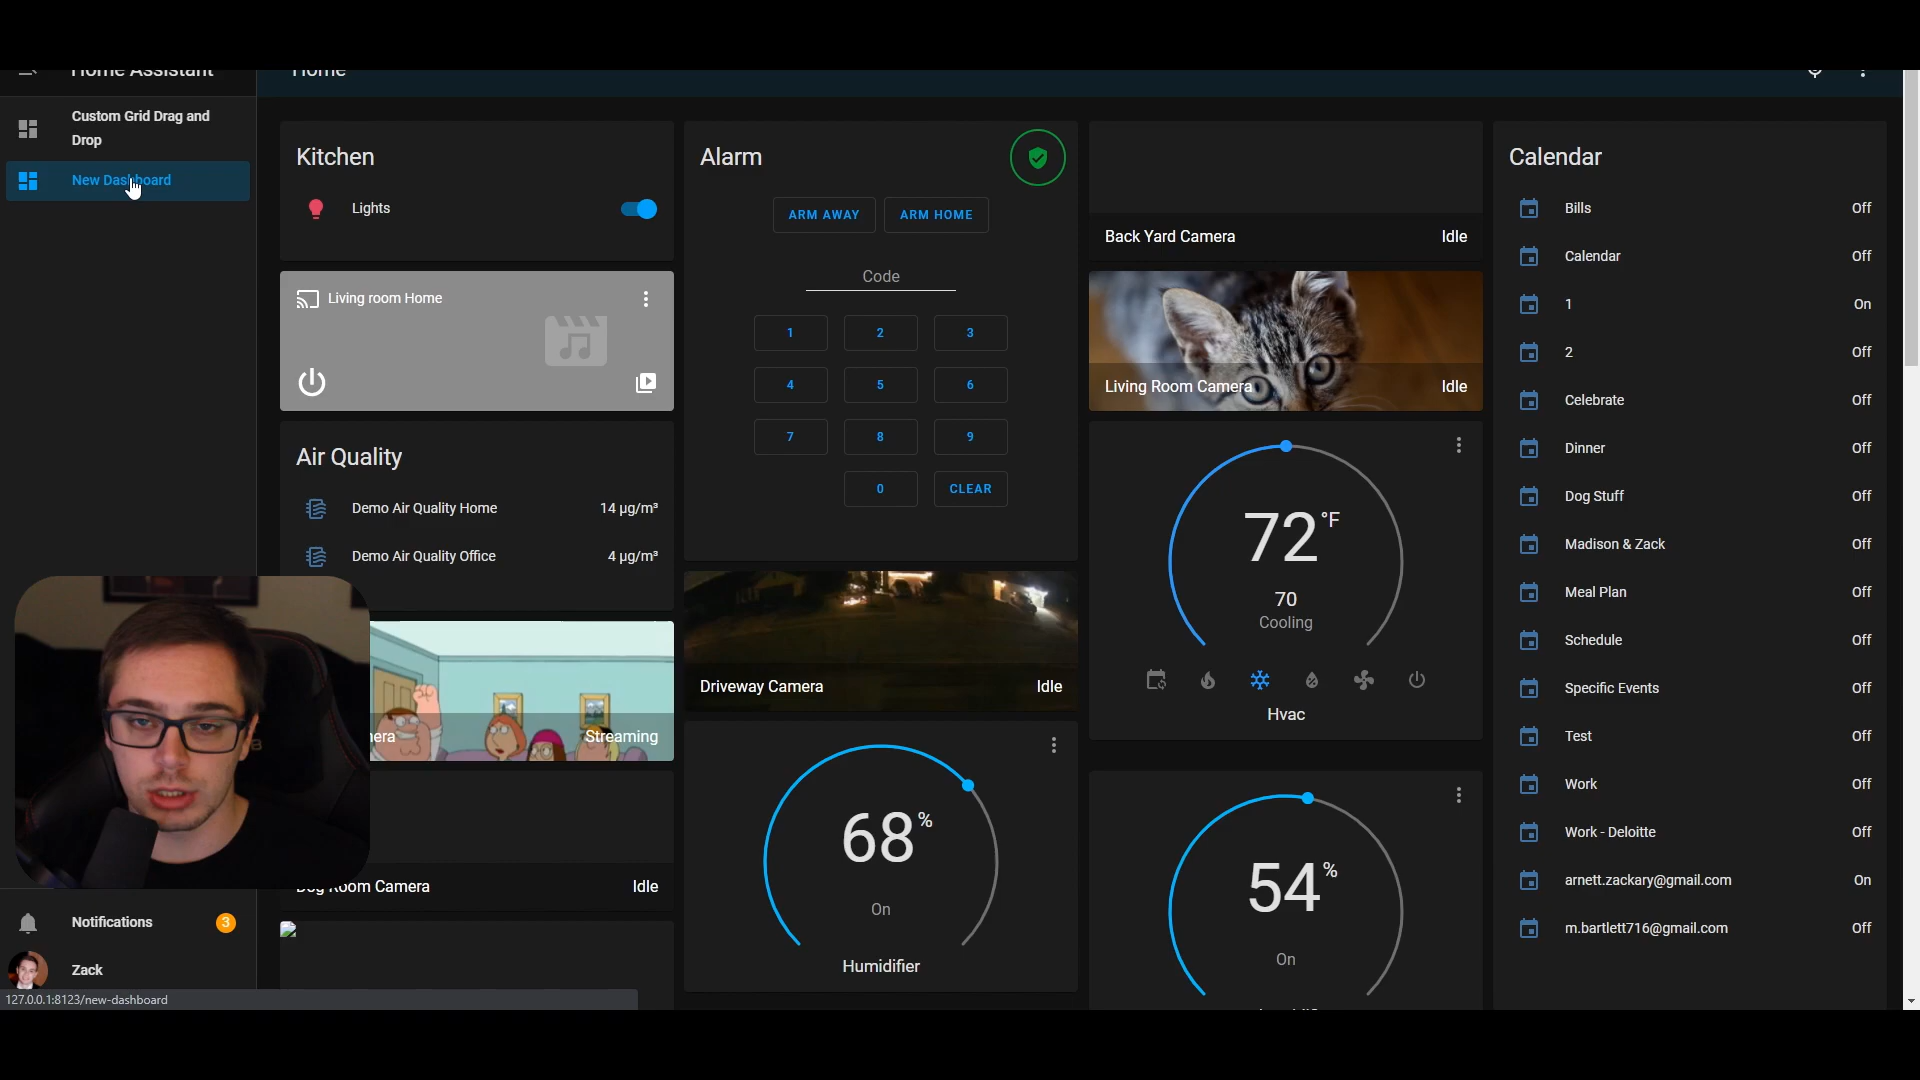 Home Assistant
Home
Custom Grid Drag and
Drop
New Dashboard
Kitchen
Lights
Living room Home
Air Quality
Demo Air Quality Home 14 µg/m³
Demo Air Quality Office 4 µg/m³
Streaming
Dog Room Camera Idle
Notifications 3
Zack
127.0.0.1:8123/new-dashboard
Alarm
ARM AWAY ARM HOME
Code
1 2 3
4 5 6
7 8 9
0 CLEAR
Driveway Camera Idle
68 %
On
Humidifier
Back Yard Camera Idle
Living Room Camera Idle
72 °F
70
Cooling
Hvac
54 %
On
Calendar
Bills Off
Calendar Off
1 On
2 Off
Celebrate Off
Dinner Off
Dog Stuff Off
Madison & Zack Off
Meal Plan Off
Schedule Off
Specific Events Off
Test Off
Work Off
Work - Deloitte Off
arnett.zackary@gmail.com On
m.bartlett716@gmail.com Off